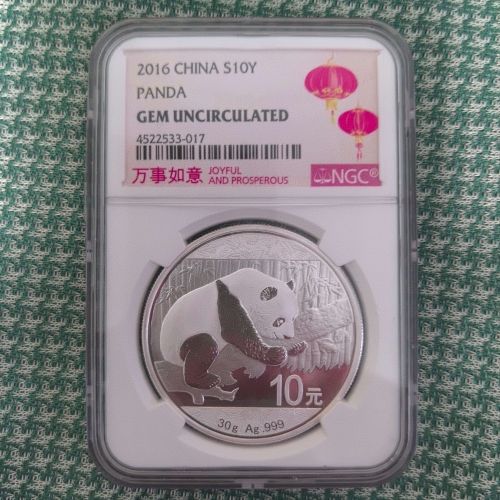 2016 CHINA S10Y
PANDA
GEM UNCIRCULATED
4522533-017
万事如意 JOYFUL AND PROSPEROUS
NGC®
10元
30g Ag.999